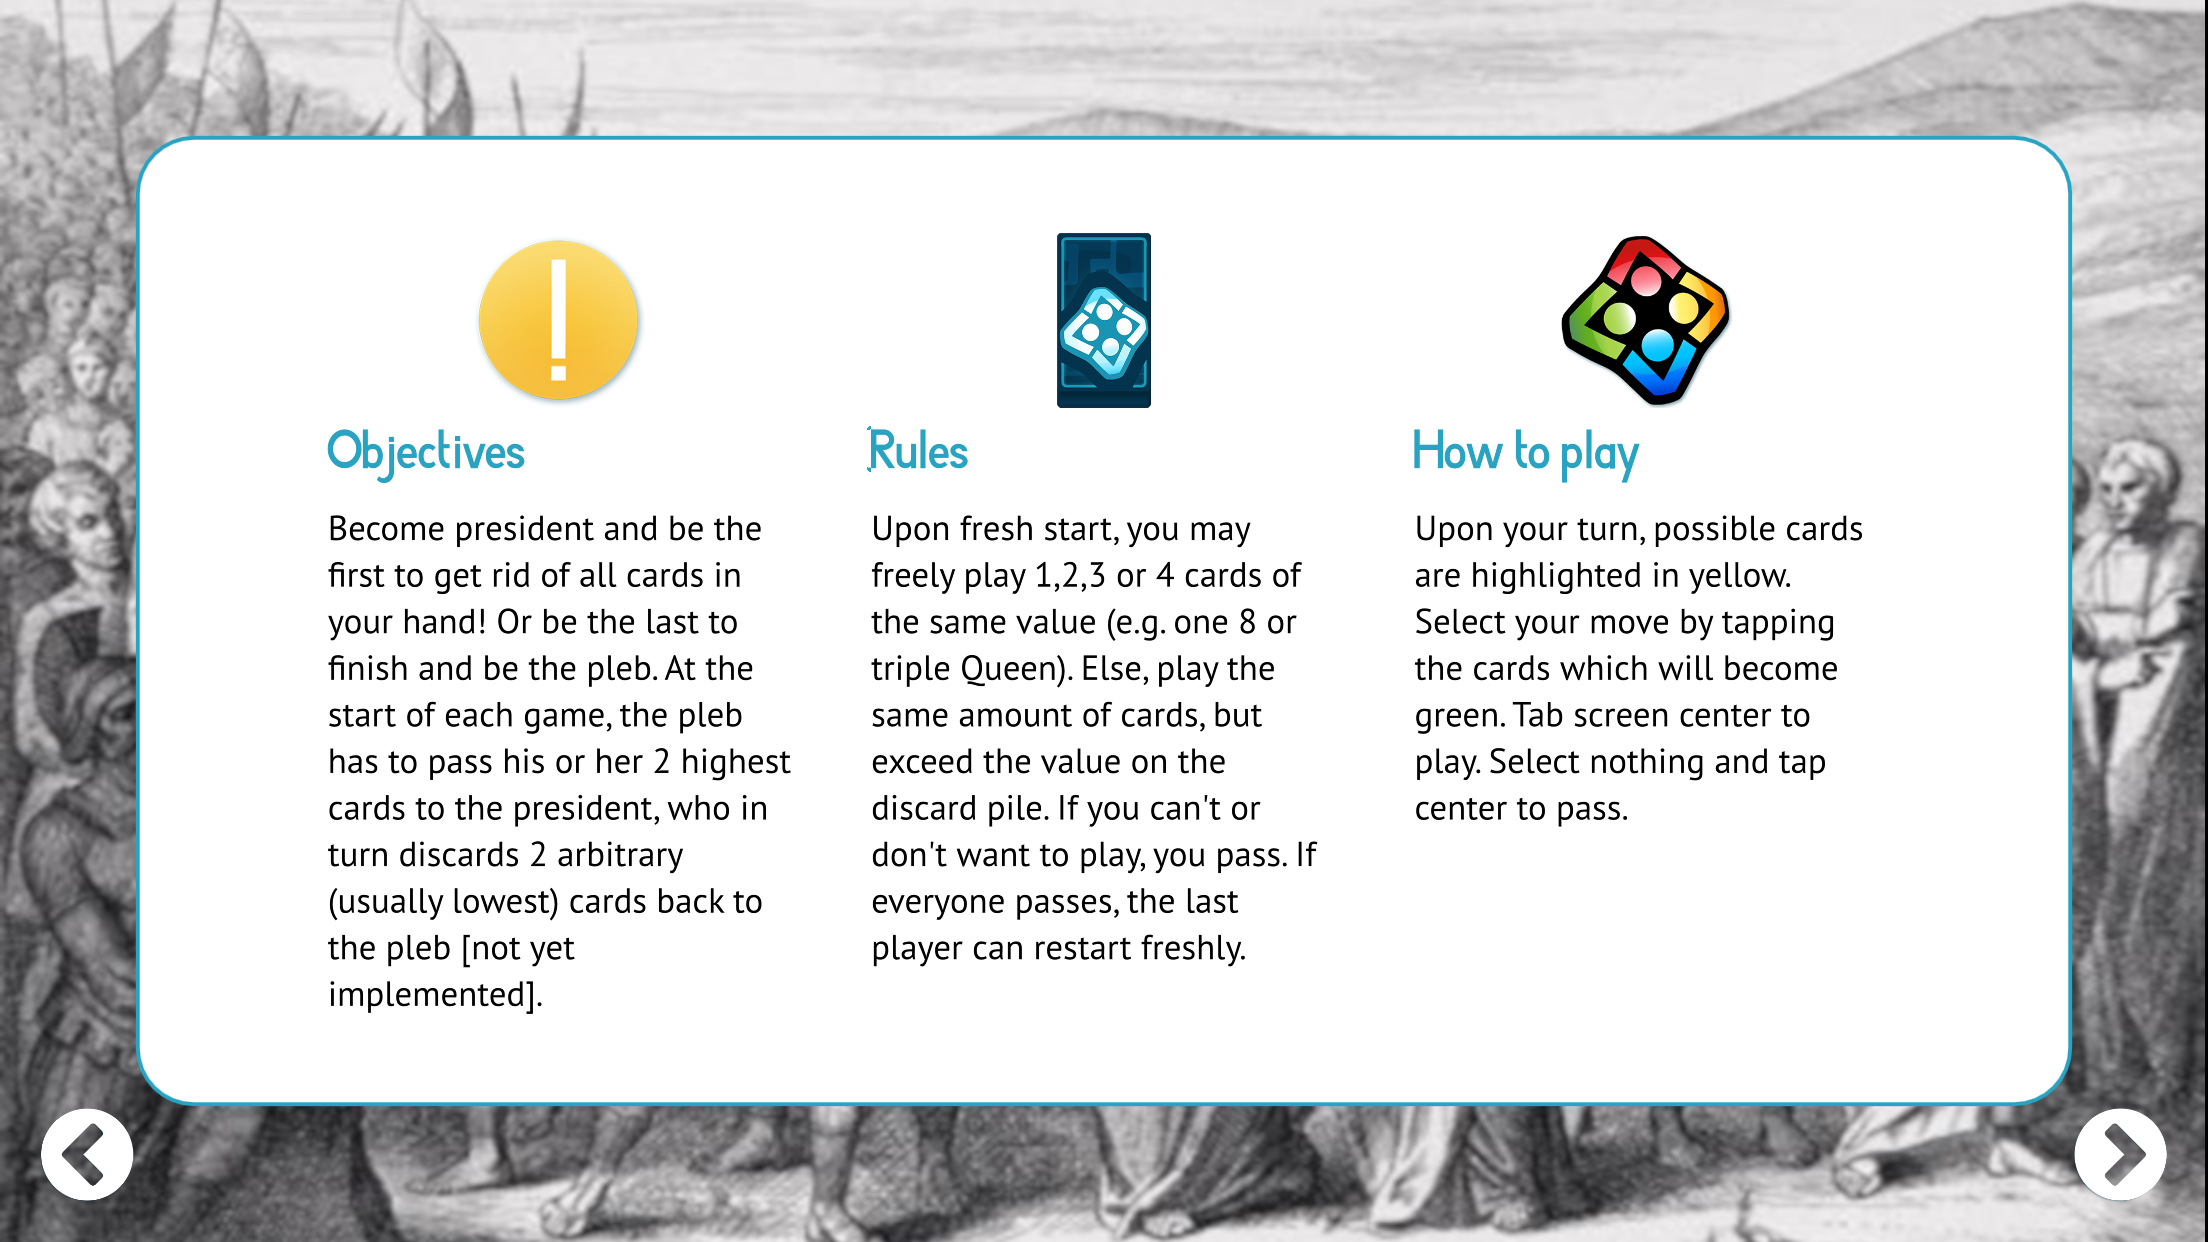 Objectives
Become president and be the
first to get rid of all cards in
your hand! Or be the last to
finish and be the pleb. At the
start of each game, the pleb
has to pass his or her 2 highest
cards to the president, who in
turn discards 2 arbitrary
(usually lowest) cards back to
the pleb [not yet
implemented].
Rules
Upon fresh start, you may
freely play 1,2,3 or 4 cards of
the same value (e.g. one 8 or
triple Queen). Else, play the
same amount of cards, but
exceed the value on the
discard pile. If you can't or
don't want to play, you pass. If
everyone passes, the last
player can restart freshly.
How to play
Upon your turn, possible cards
are highlighted in yellow.
Select your move by tapping
the cards which will become
green. Tab screen center to
play. Select nothing and tap
center to pass.